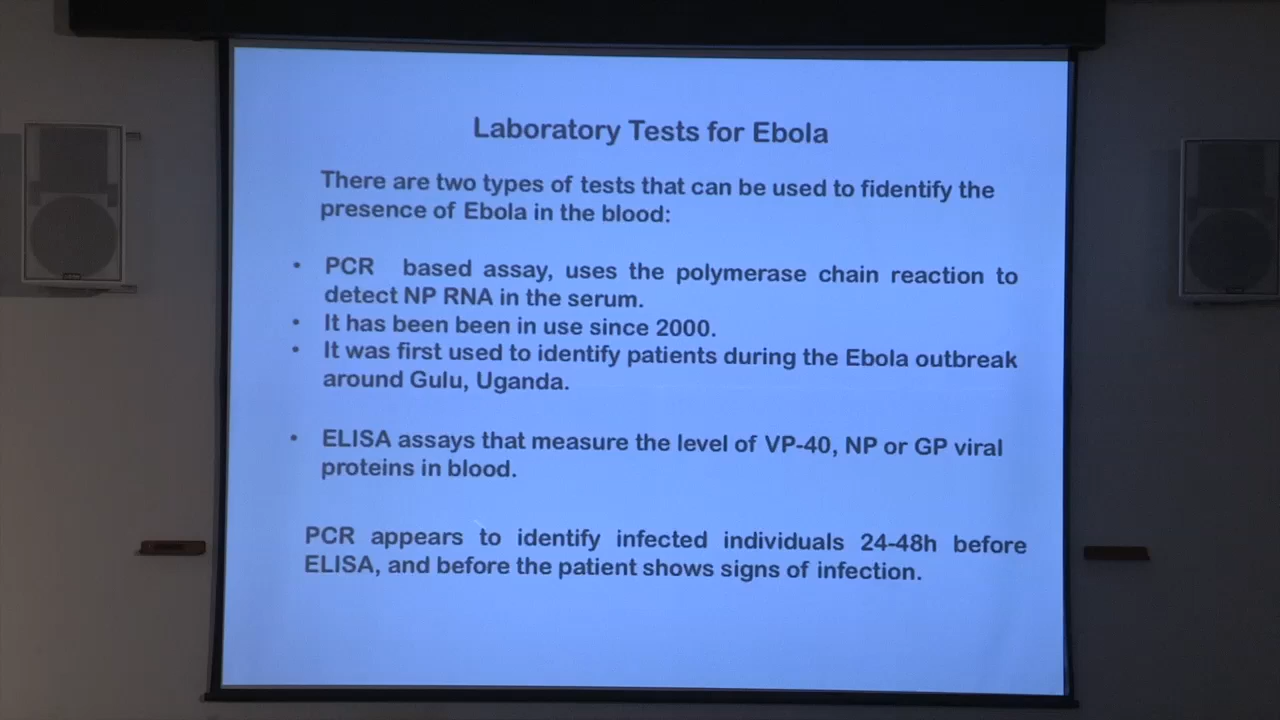 Laboratory Tests for Ebola
There are two types of tests that can be used to fidentify the
presence of Ebola in the blood:
• PCR based assay, uses the polymerase chain reaction to
detect NP RNA in the serum.
• It has been been in use since 2000.
• It was first used to identify patients during the Ebola outbreak
around Gulu, Uganda.
• ELISA assays that measure the level of VP-40, NP or GP viral
proteins in blood.
PCR appears to identify infected individuals 24-48h before
ELISA, and before the patient shows signs of infection.